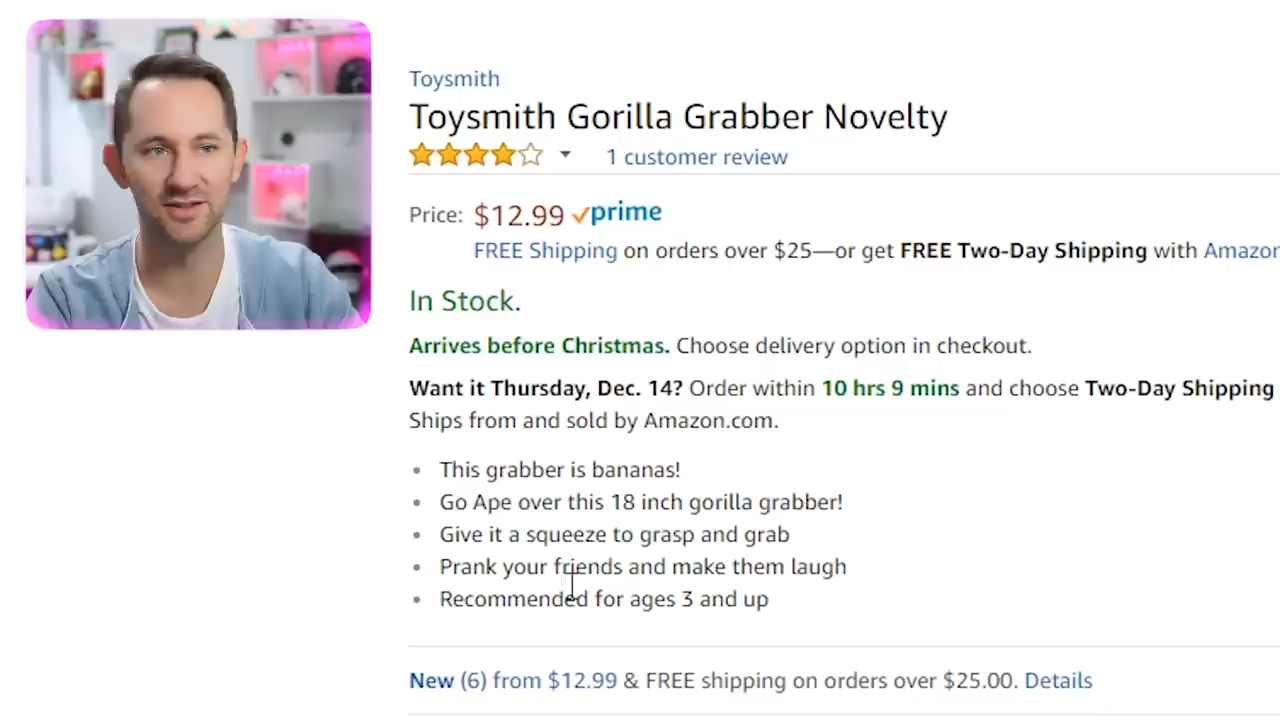 Toysmith
Toysmith Gorilla Grabber Novelty
1 customer review
Price: $12.99 prime
FREE Shipping on orders over $25—or get FREE Two-Day Shipping with Amazon
In Stock.
Arrives before Christmas. Choose delivery option in checkout.
Want it Thursday, Dec. 14? Order within 10 hrs 9 mins and choose Two-Day Shipping
Ships from and sold by Amazon.com.
• This grabber is bananas!
• Go Ape over this 18 inch gorilla grabber!
• Give it a squeeze to grasp and grab
• Prank your friends and make them laugh
• Recommended for ages 3 and up
New (6) from $12.99 & FREE shipping on orders over $25.00. Details